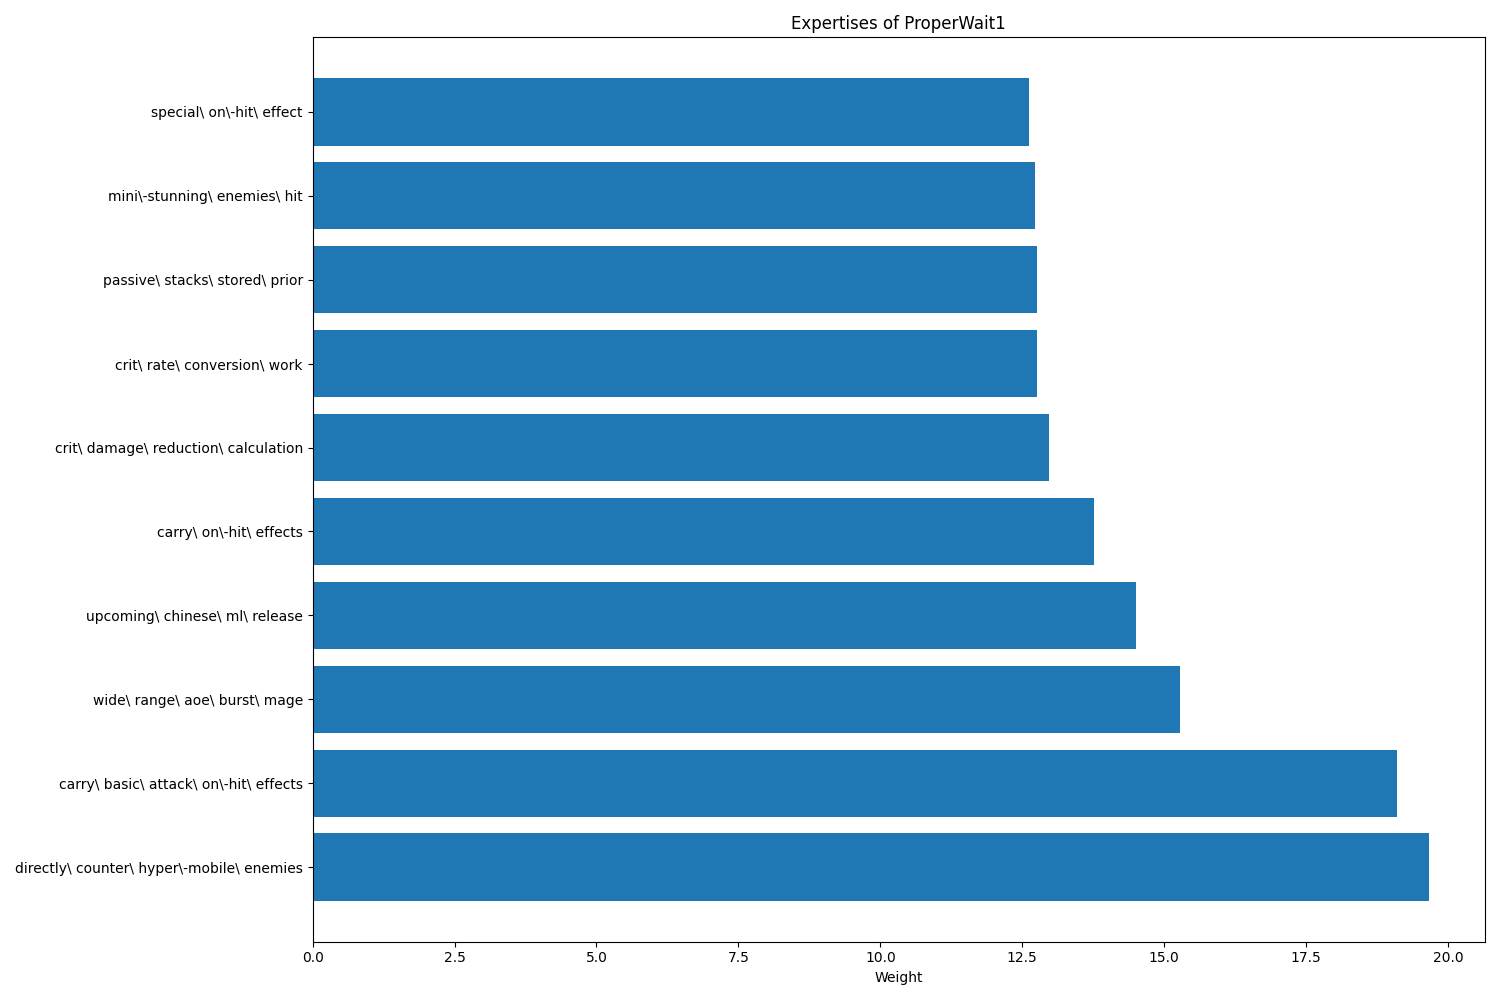 Expertises of ProperWait1
special\ on\-hit\ effect
mini\-stunning\ enemies\ hit
passive\ stacks\ stored\ prior
crit\ rate\ conversion\ work
crit\ damage\ reduction\ calculation
carry\ on\-hit\ effects
upcoming\ chinese\ ml\ release
wide\ range\ aoe\ burst\ mage
carry\ basic\ attack\ on\-hit\ effects
directly\ counter\ hyper\-mobile\ enemies
0.0 2.5 5.0 7.5 10.0 12.5 15.0 17.5 20.0
Weight